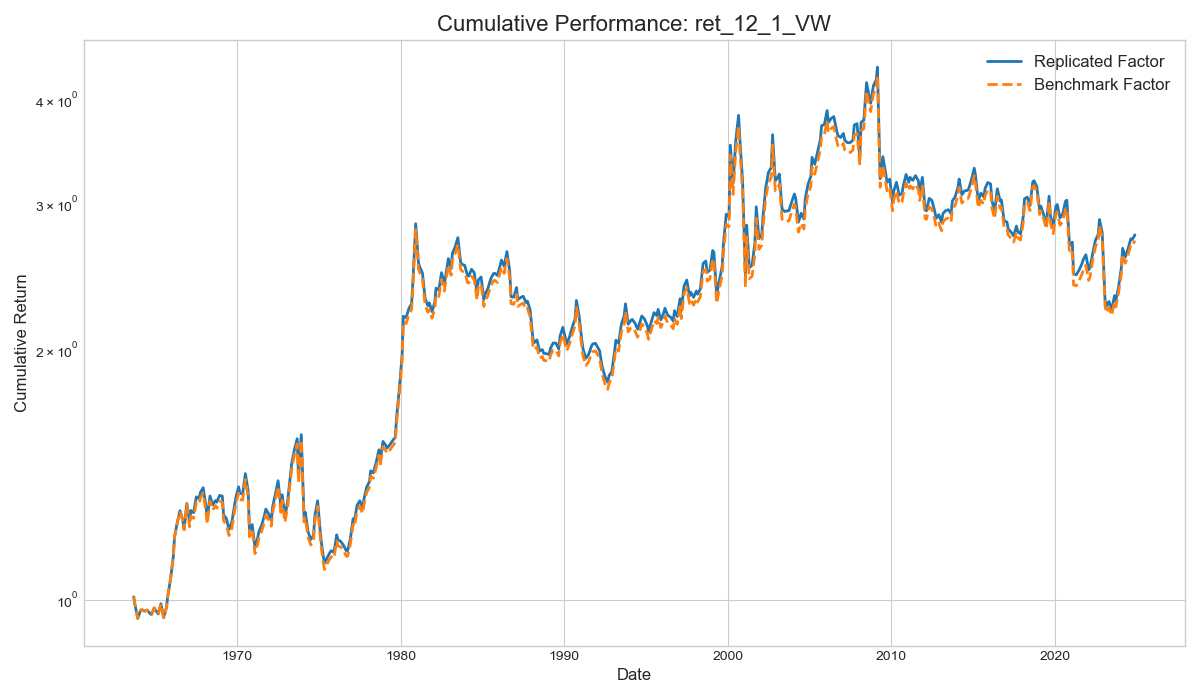 Cumulative Performance: ret_12_1_VW
Replicated Factor
Benchmark Factor
4 × 10⁰
3 × 10⁰
2 × 10⁰
10⁰
Cumulative Return
1970 1980 1990 2000 2010 2020
Date